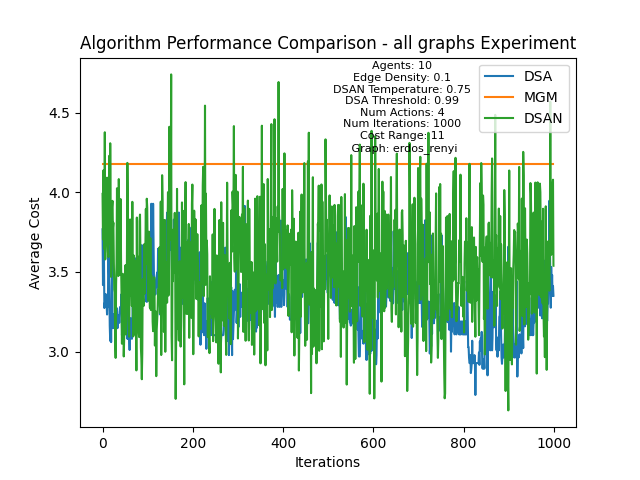 Algorithm Performance Comparison - all graphs Experiment
Agents: 10
Edge Density: 0.1
DSAN Temperature: 0.75
DSA Threshold: 0.99
Num Actions: 4
Num Iterations: 1000
Cost Range: 11
Graph: erdos_renyi
DSA
MGM
DSAN
Average Cost
4.5
4.0
3.5
3.0
0
200
400
600
800
1000
Iterations